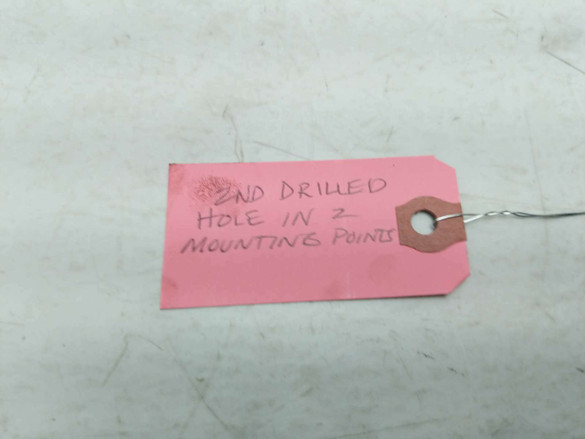 2ND DRILLED
HOLE IN 2
MOUNTING POINTS